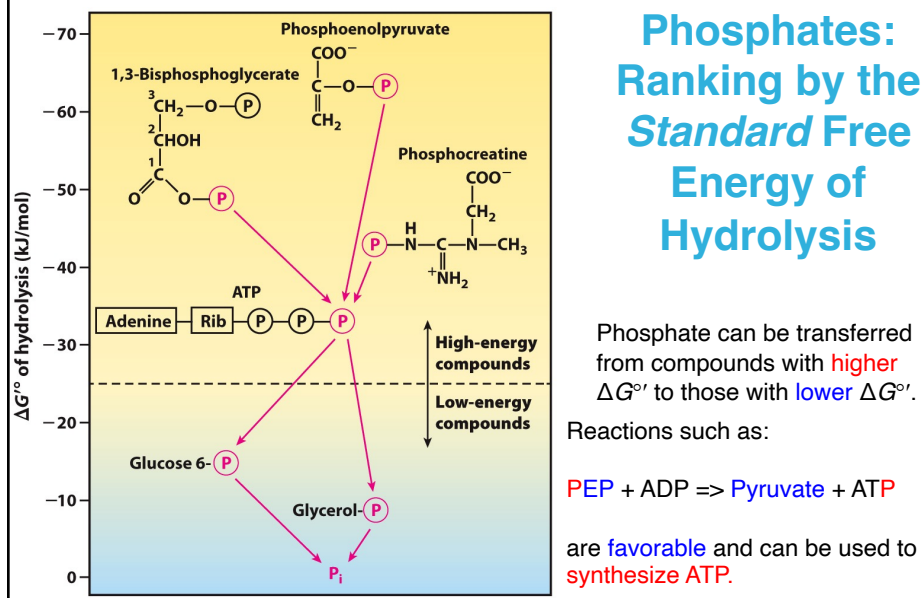 Phosphates:
Ranking by the
Standard Free
Energy of
Hydrolysis
ΔG′° of hydrolysis (kJ/mol)
−70
−60
−50
−40
−30
−20
−10
0
Phosphoenolpyruvate
COO⁻
C—O—P
CH₂
1,3-Bisphosphoglycerate
3
CH₂—O—P
2
CHOH
1
C
O O—P
Phosphocreatine
COO⁻
CH₂
H
P—N—C—N—CH₃
⁺NH₂
ATP
Adenine—Rib—P—P—P
High-energy
compounds
Low-energy
compounds
Glucose 6-P
Glycerol-P
Pᵢ
Phosphate can be transferred
from compounds with higher
ΔG°′ to those with lower ΔG°′.
Reactions such as:
PEP + ADP => Pyruvate + ATP
are favorable and can be used to
synthesize ATP.